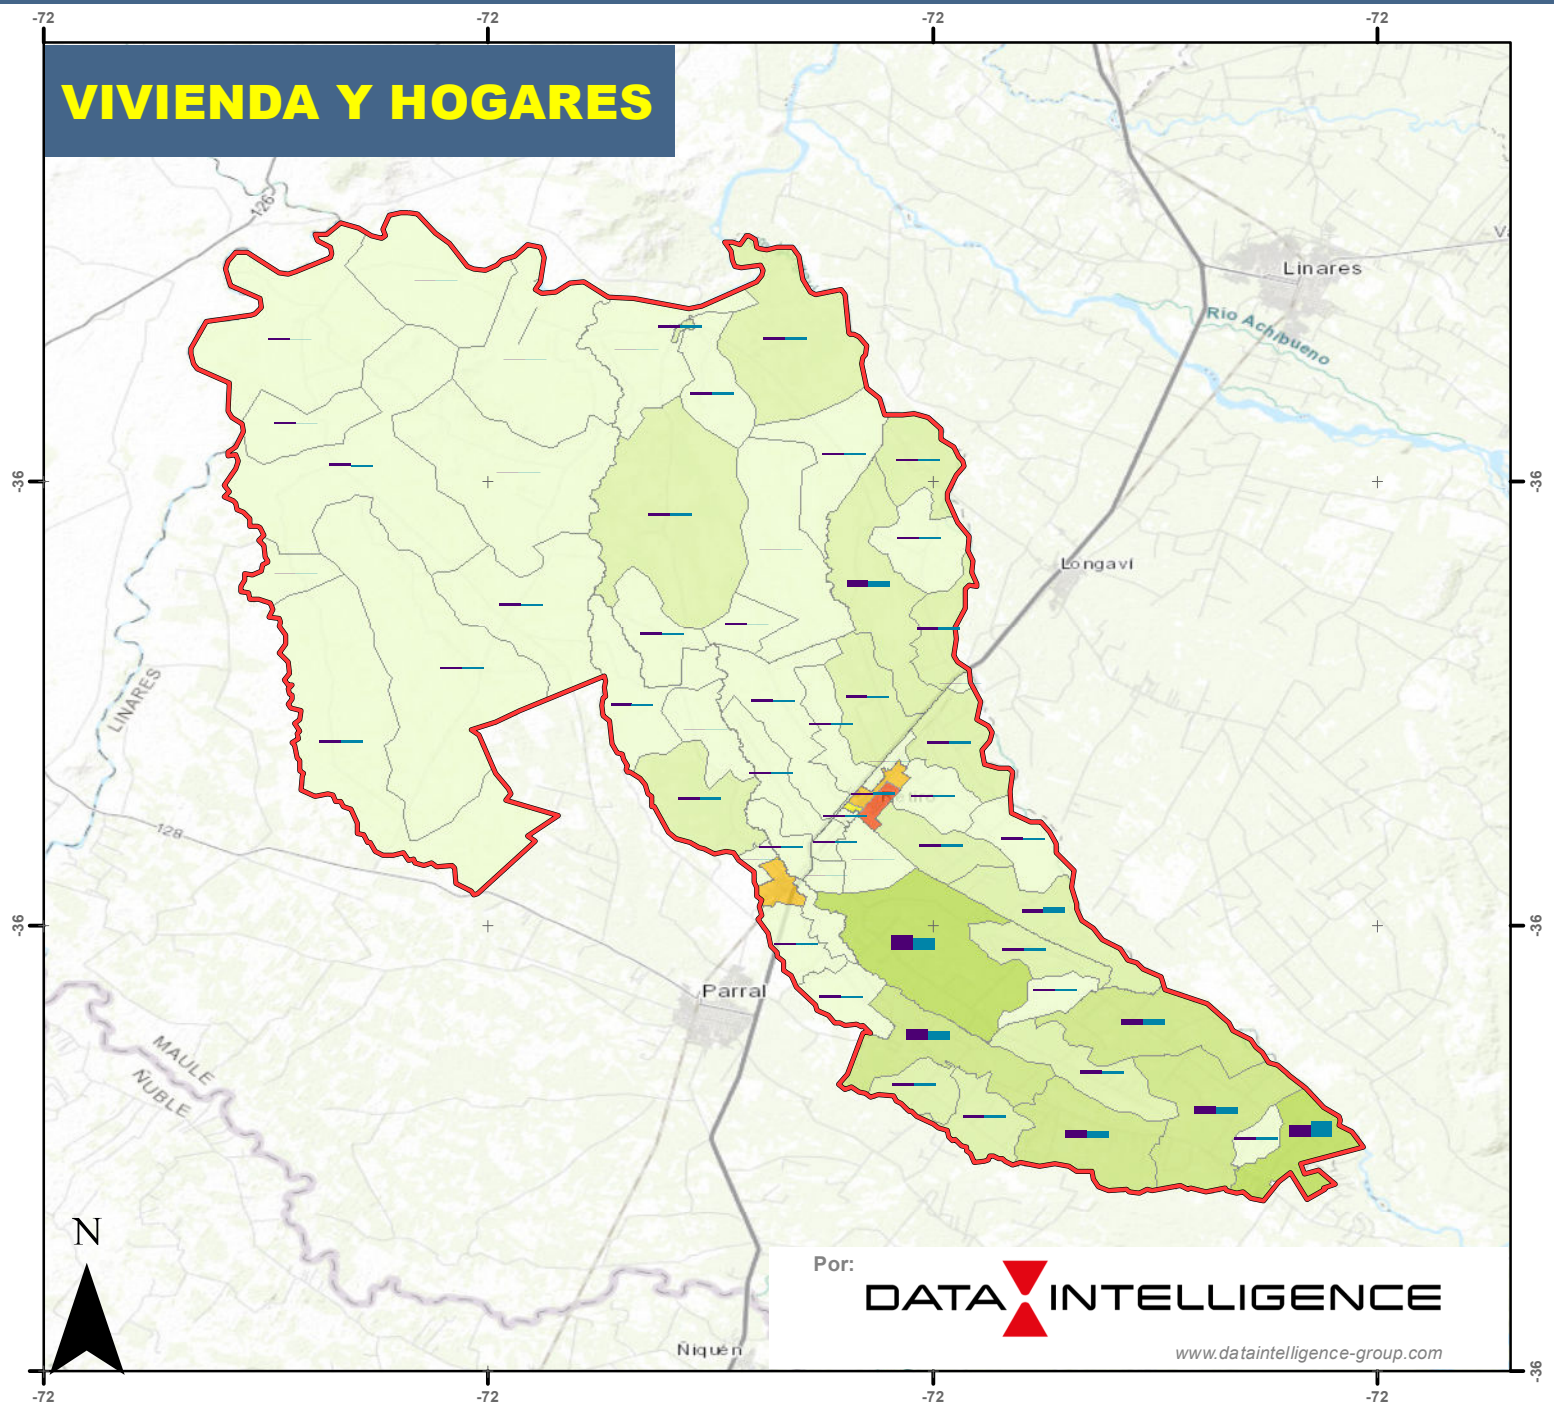 -72 -72 -72 -72
VIVIENDA Y HOGARES
126
Linares
Río Achibueno
-36 -36
Longaví
LINARES
128
-36 -36
Parral
MAULE
ÑUBLE
N
Por:
DATA INTELLIGENCE
Ñiquén
www.dataintelligence-group.com
-36
-72 -72 -72 -72